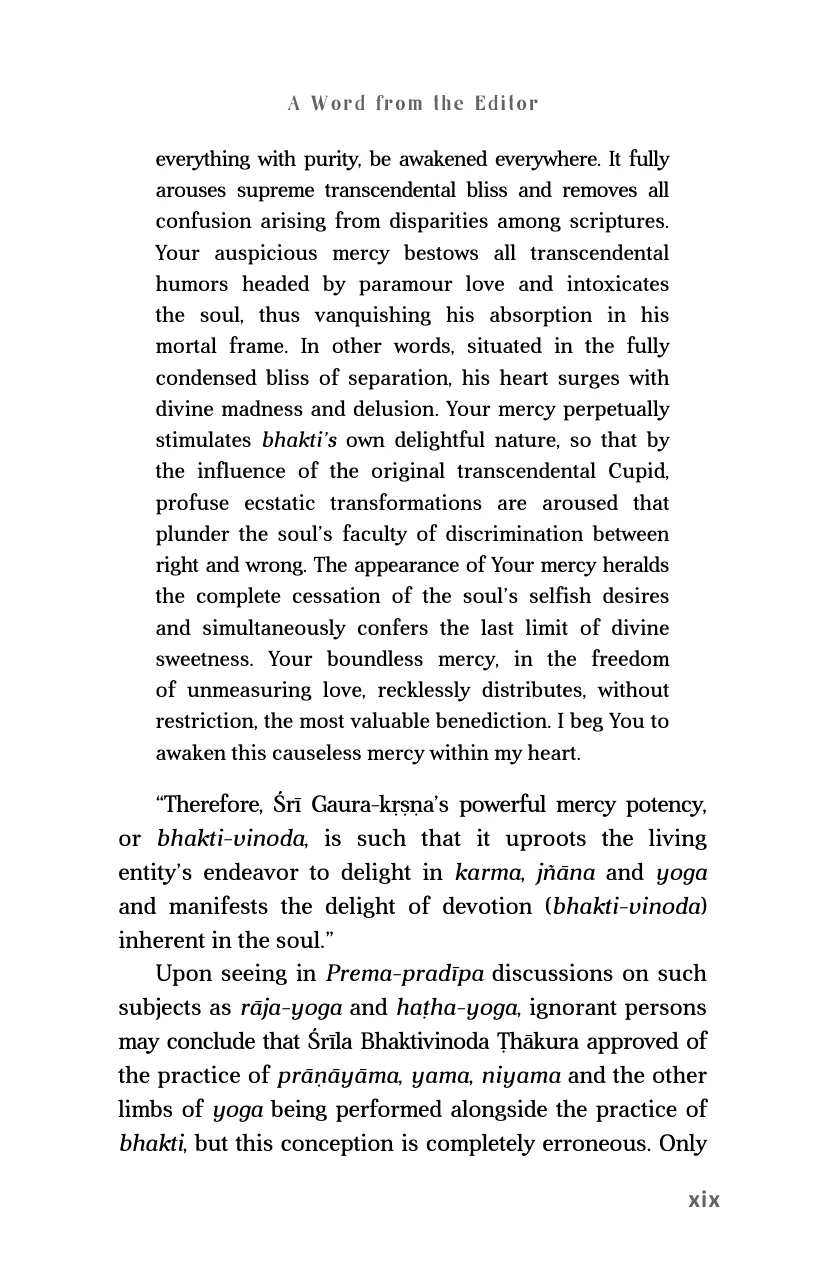 A Word from the Editor
everything with purity, be awakened everywhere. It fully
arouses supreme transcendental bliss and removes all
confusion arising from disparities among scriptures.
Your auspicious mercy bestows all transcendental
humors headed by paramour love and intoxicates
the soul, thus vanquishing his absorption in his
mortal frame. In other words, situated in the fully
condensed bliss of separation, his heart surges with
divine madness and delusion. Your mercy perpetually
stimulates bhakti’s own delightful nature, so that by
the influence of the original transcendental Cupid,
profuse ecstatic transformations are aroused that
plunder the soul’s faculty of discrimination between
right and wrong. The appearance of Your mercy heralds
the complete cessation of the soul’s selfish desires
and simultaneously confers the last limit of divine
sweetness. Your boundless mercy, in the freedom
of unmeasuring love, recklessly distributes, without
restriction, the most valuable benediction. I beg You to
awaken this causeless mercy within my heart.
“Therefore, Śrī Gaura-kṛṣṇa’s powerful mercy potency,
or bhakti-vinoda, is such that it uproots the living
entity’s endeavor to delight in karma, jñāna and yoga
and manifests the delight of devotion (bhakti-vinoda)
inherent in the soul.”
Upon seeing in Prema-pradīpa discussions on such
subjects as rāja-yoga and haṭha-yoga, ignorant persons
may conclude that Śrīla Bhaktivinoda Ṭhākura approved of
the practice of prāṇāyāma, yama, niyama and the other
limbs of yoga being performed alongside the practice of
bhakti, but this conception is completely erroneous. Only
xix